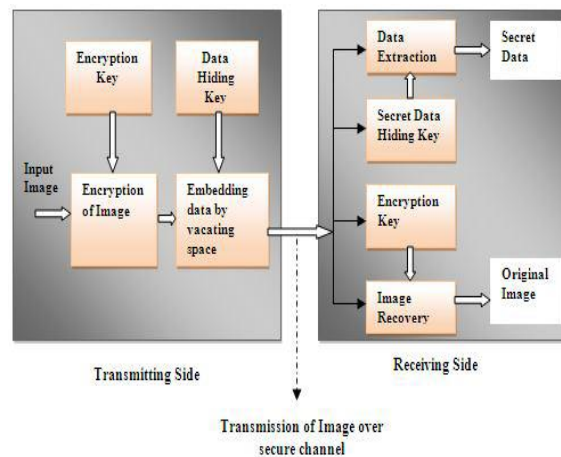 Encryption
Key
Data
Hiding
Key
Input
Image
Encryption
of Image
Embedding
data by
vacating
space
Transmitting Side
Data
Extraction
Secret
Data
Secret Data
Hiding Key
Encryption
Key
Image
Recovery
Original
Image
Receiving Side
Transmission of Image over
secure channel